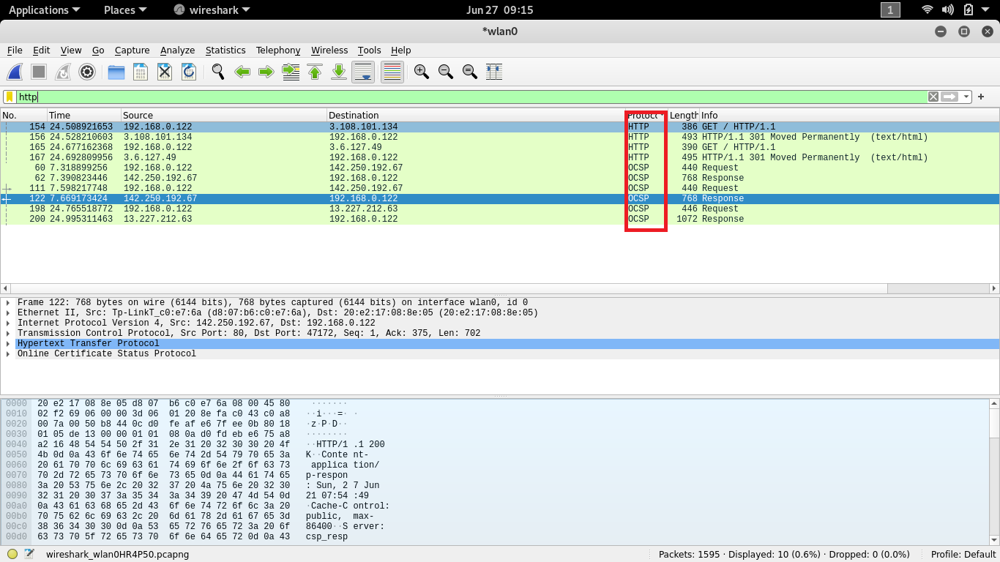 Applications Places wireshark Jun 27 09:15 1
*wlan0
File Edit View Go Capture Analyze Statistics Telephony Wireless Tools Help
http
No. Time Source Destination Protocc Length Info
154 24.508921653 192.168.0.122 3.108.101.134 HTTP 386 GET / HTTP/1.1
156 24.528210603 3.108.101.134 192.168.0.122 HTTP 493 HTTP/1.1 301 Moved Permanently (text/html)
165 24.677162368 192.168.0.122 3.6.127.49 HTTP 390 GET / HTTP/1.1
167 24.692809956 3.6.127.49 192.168.0.122 HTTP 495 HTTP/1.1 301 Moved Permanently (text/html)
60 7.318899256 192.168.0.122 142.250.192.67 OCSP 440 Request
62 7.390823446 142.250.192.67 192.168.0.122 OCSP 768 Response
111 7.598217748 192.168.0.122 142.250.192.67 OCSP 440 Request
122 7.669173424 142.250.192.67 192.168.0.122 OCSP 768 Response
198 24.765518772 192.168.0.122 13.227.212.63 OCSP 446 Request
200 24.995311463 13.227.212.63 192.168.0.122 OCSP 1072 Response
Frame 122: 768 bytes on wire (6144 bits), 768 bytes captured (6144 bits) on interface wlan0, id 0
Ethernet II, Src: Tp-LinkT_c0:e7:6a (d8:07:b6:c0:e7:6a), Dst: 20:e2:17:08:8e:05 (20:e2:17:08:8e:05)
Internet Protocol Version 4, Src: 142.250.192.67, Dst: 192.168.0.122
Transmission Control Protocol, Src Port: 80, Dst Port: 47172, Seq: 1, Ack: 375, Len: 702
Hypertext Transfer Protocol
Online Certificate Status Protocol
0000 20 e2 17 08 8e 05 d8 07 b6 c0 e7 6a 08 00 45 80 ·······
0010 02 f2 69 06 00 00 3d 06 01 20 8e fa c0 43 c0 a8 ··i···=· ·
0020 00 7a 00 50 b8 44 0c d0 fe af e6 7f ee 0b 80 18 ·z·P·D··
0030 01 05 de 13 00 00 01 01 08 0a d0 fd eb e6 75 a8 ········
0040 a2 16 48 54 54 50 2f 31 2e 31 20 32 30 30 20 4f ··HTTP/1 .1 200
0050 4b 0d 0a 43 6f 6e 74 65 6e 74 2d 54 79 70 65 3a K··Conte nt-
0060 20 61 70 70 6c 69 63 61 74 69 6f 6e 2f 6f 63 73 application/
0070 70 2d 72 65 73 70 6f 6e 73 65 0d 0a 44 61 74 65 p-respon
0080 3a 20 53 75 6e 2c 20 32 37 20 4a 75 6e 20 32 30 : Sun, 2 7 Jun
0090 32 31 20 30 37 3a 35 34 3a 34 39 20 47 4d 54 0d 21 07:54 :49
00a0 0a 43 61 63 68 65 2d 43 6f 6e 74 72 6f 6c 3a 20 ·Cache-C ontrol:
00b0 70 75 62 6c 69 63 2c 20 6d 61 78 2d 61 67 65 3d public, max-
00c0 38 36 34 30 30 0d 0a 53 65 72 76 65 72 3a 20 6f 86400··S erver:
00d0 63 73 70 5f 72 65 73 70 6f 6e 64 65 72 0d 0a 43 csp_resp
wireshark_wlan0HR4P50.pcapng Packets: 1595 · Displayed: 10 (0.6%) · Dropped: 0 (0.0%) Profile: Default